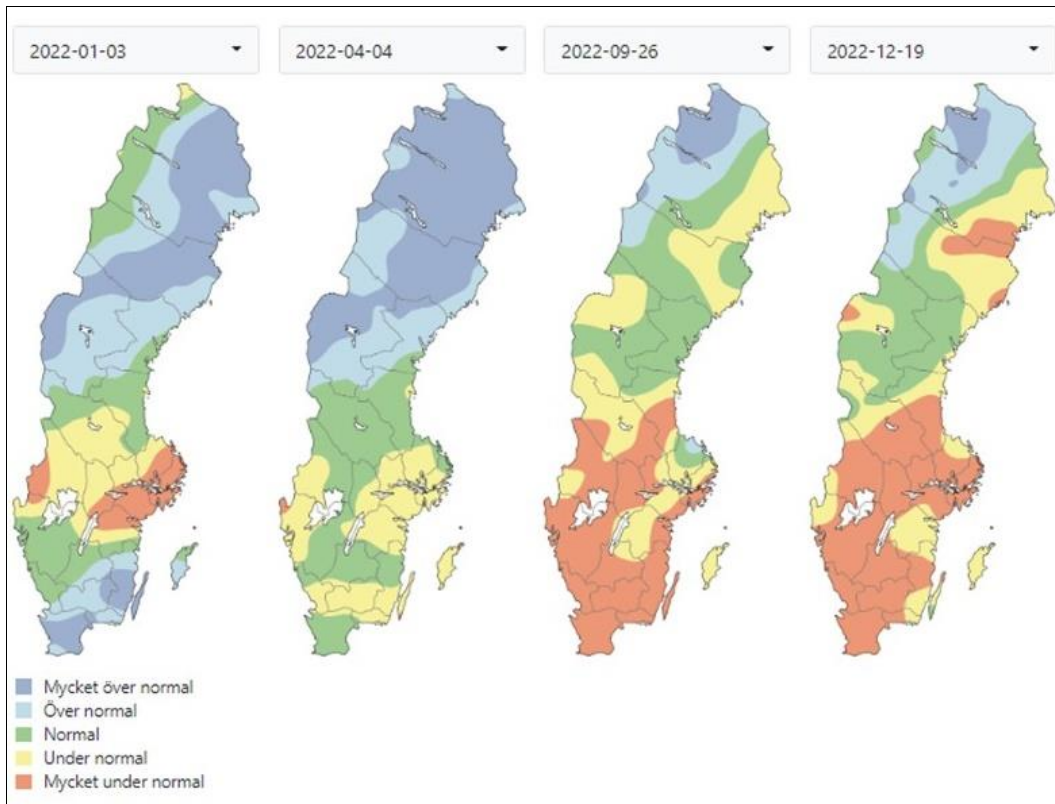 2022-01-03
2022-04-04
2022-09-26
2022-12-19
Mycket över normal
Över normal
Normal
Under normal
Mycket under normal